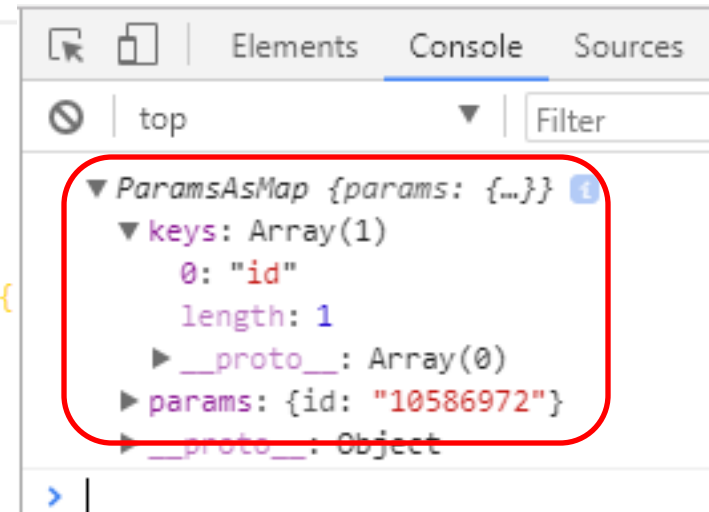 Elements Console Sources
top Filter
ParamsAsMap {params: {…}} i
keys: Array(1)
0: "id"
{
length: 1
__proto__: Array(0)
params: {id: "10586972"}
__proto__: Object
>